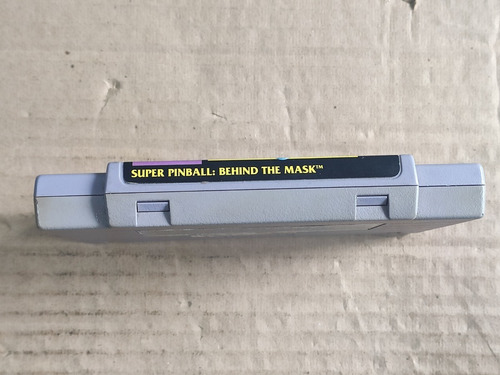 SUPER PINBALL: BEHIND THE MASK™